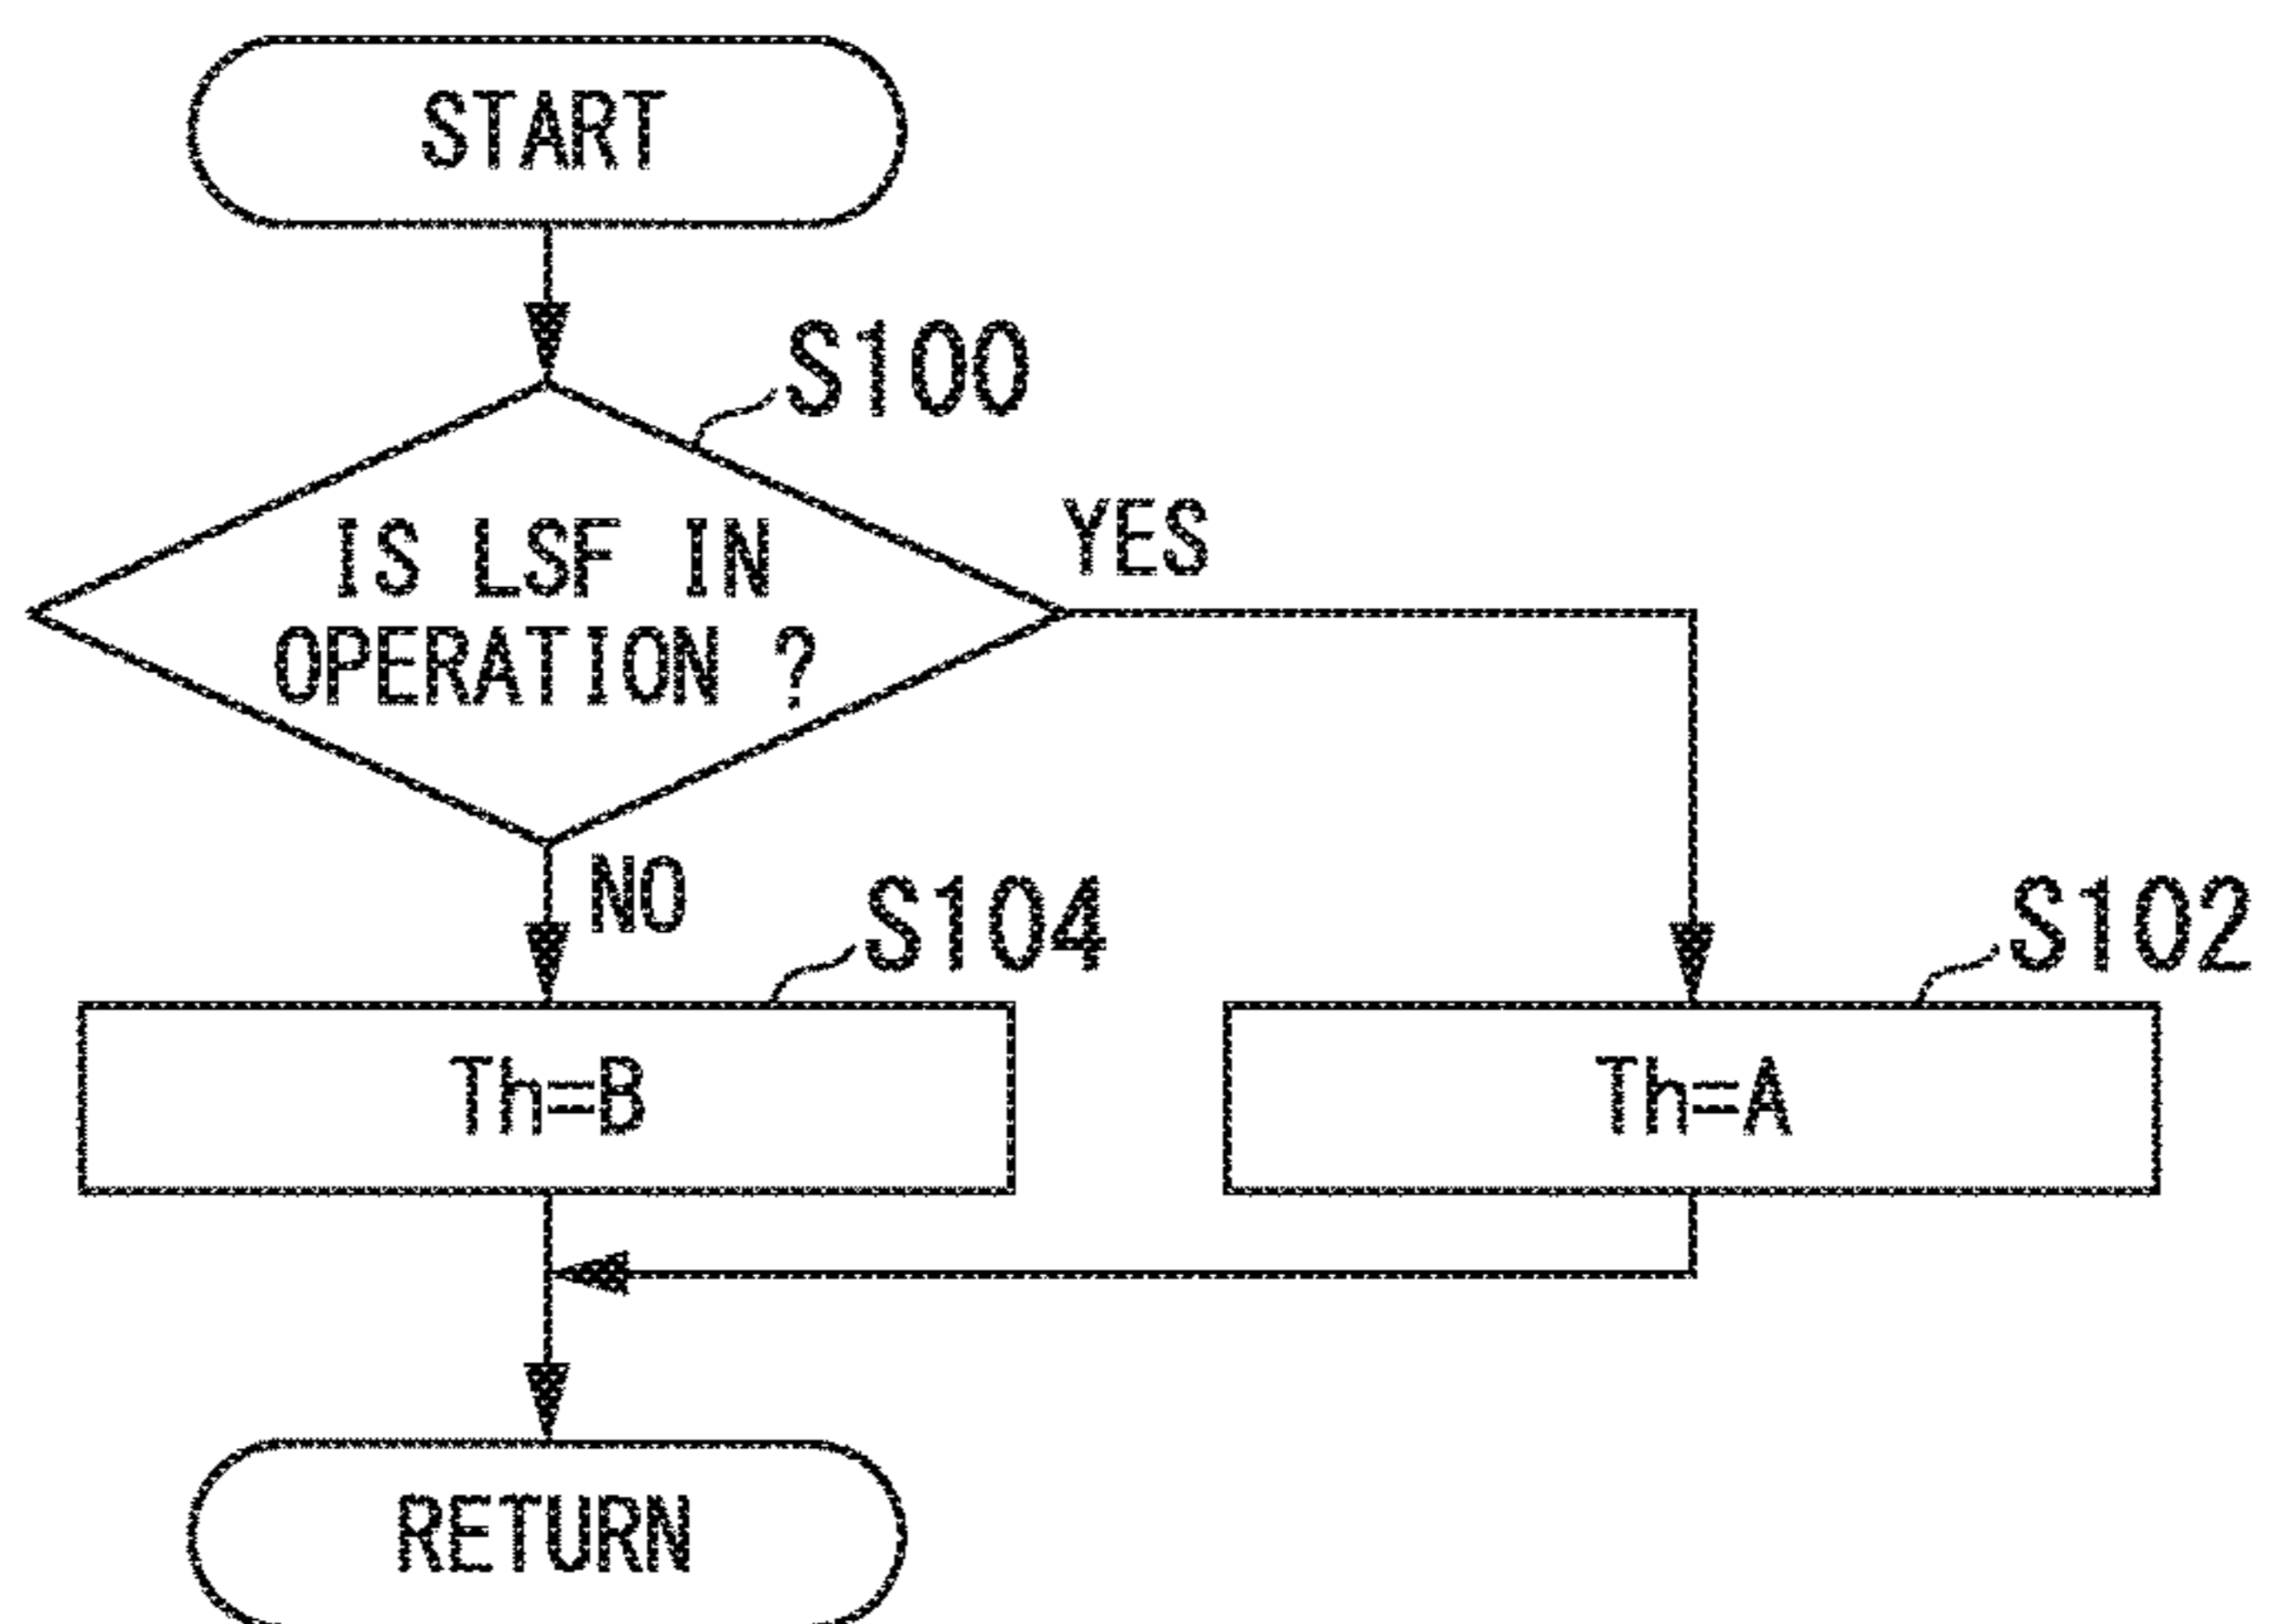 START
S100
IS LSF IN
OPERATION ?
YES
NO
S104
S102
Th=B
Th=A
RETURN